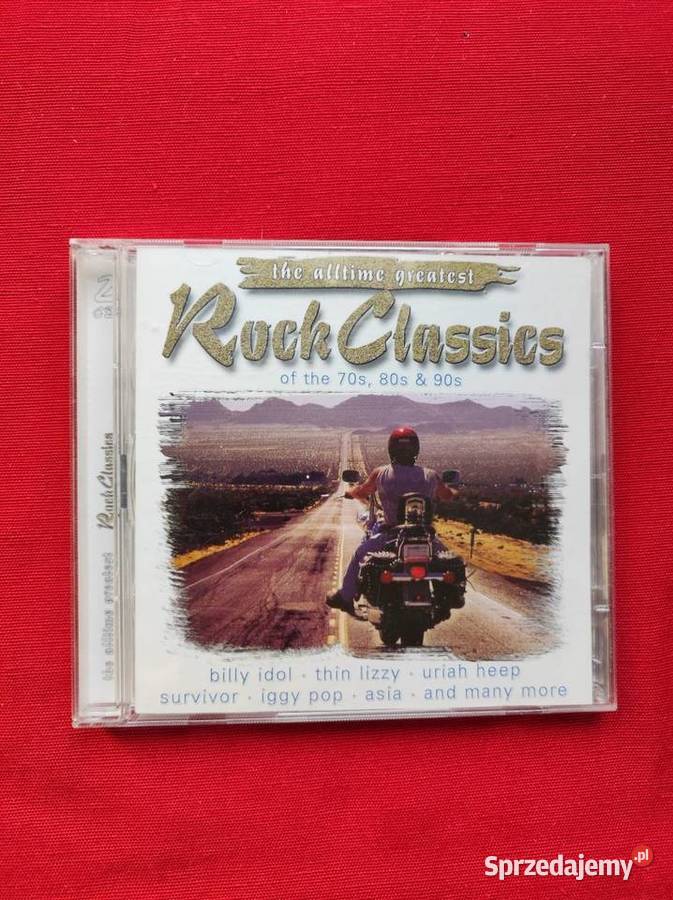 the alltime greatest
Rock Classics
of the 70s, 80s & 90s
billy idol · thin lizzy · uriah heep
survivor · iggy pop · asia · and many more
the alltime greatest Rock Classics
2
Sprzedajemy.pl